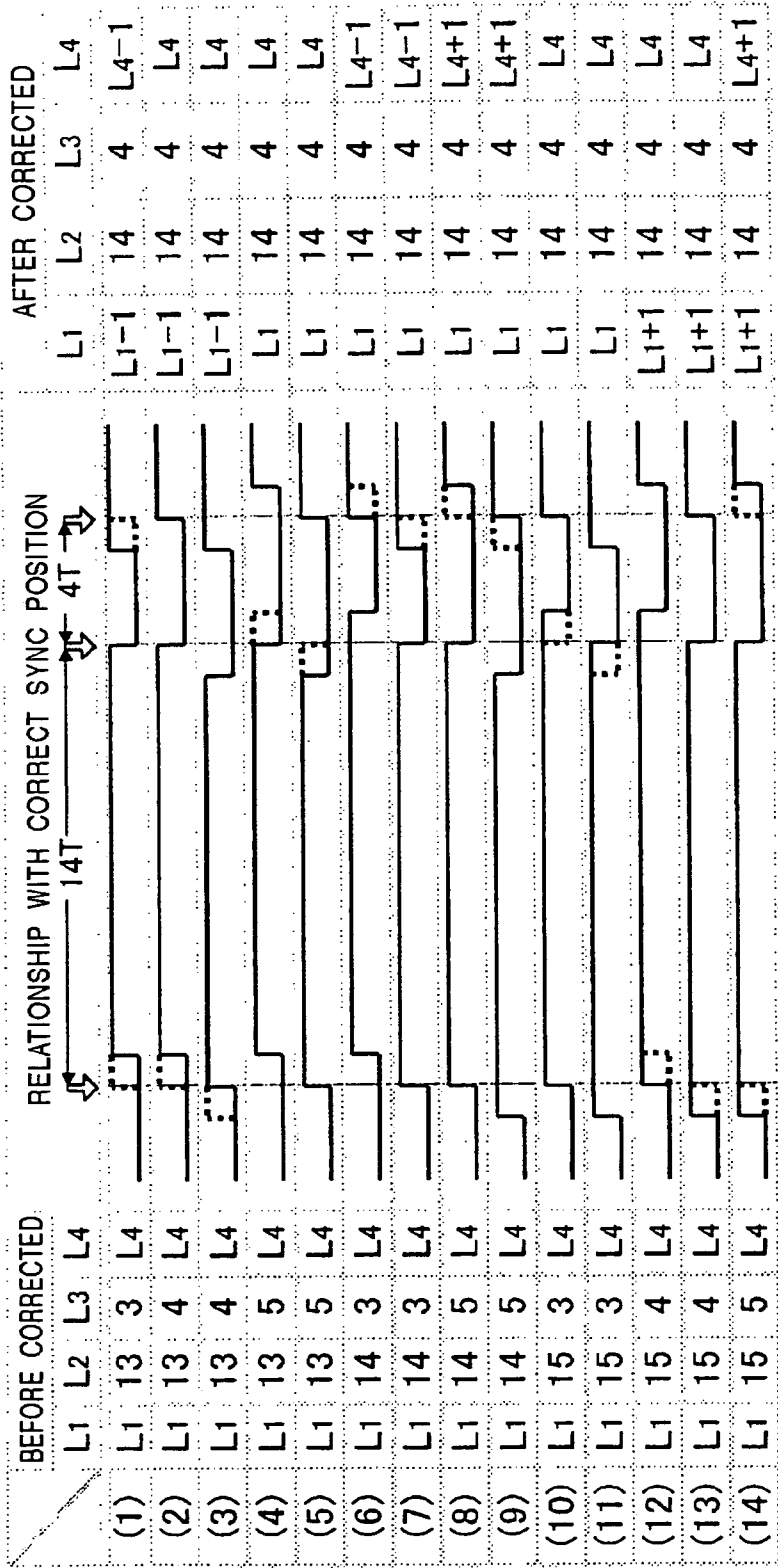 BEFORE CORRECTED RELATIONSHIP WITH CORRECT SYNC POSITION AFTER CORRECTED
L1 L2 L3 L4 14T 4T L1 L2 L3 L4
(1) L1 13 3 L4 L1-1 14 4 L4-1
(2) L1 13 4 L4 L1-1 14 4 L4
(3) L1 13 4 L4 L1-1 14 4 L4
(4) L1 13 5 L4 L1 14 4 L4
(5) L1 13 5 L4 L1 14 4 L4
(6) L1 14 3 L4 L1 14 4 L4-1
(7) L1 14 3 L4 L1 14 4 L4-1
(8) L1 14 5 L4 L1 14 4 L4+1
(9) L1 14 5 L4 L1 14 4 L4+1
(10) L1 15 3 L4 L1 14 4 L4
(11) L1 15 3 L4 L1 14 4 L4
(12) L1 15 4 L4 L1+1 14 4 L4
(13) L1 15 4 L4 L1+1 14 4 L4
(14) L1 15 5 L4 L1+1 14 4 L4+1